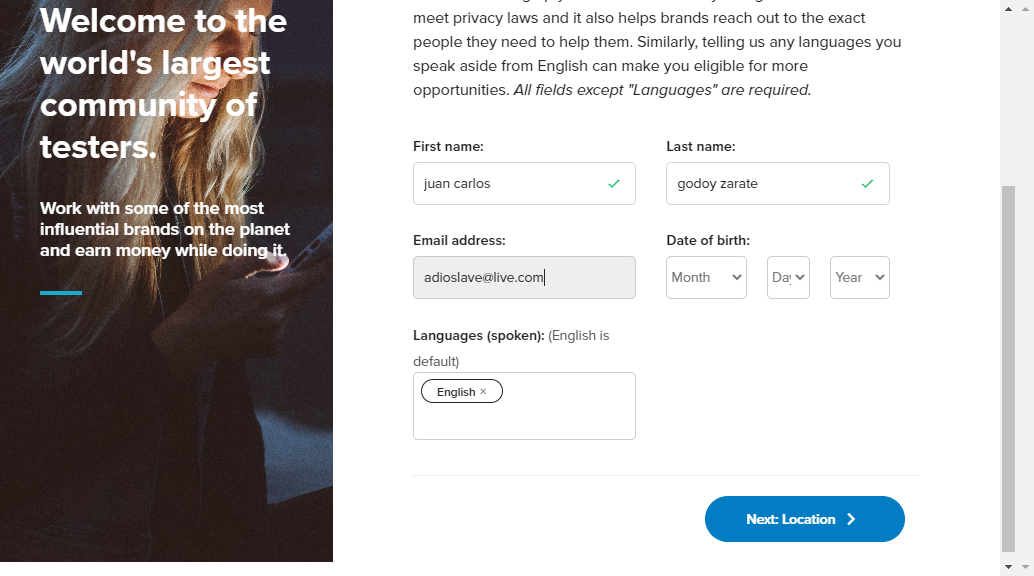 Welcome to the
world's largest
community of
testers.
Work with some of the most
influential brands on the planet
and earn money while doing it.
meet privacy laws and it also helps brands reach out to the exact
people they need to help them. Similarly, telling us any languages you
speak aside from English can make you eligible for more
opportunities. All fields except "Languages" are required.
First name:
Last name:
juan carlos
godoy zarate
Email address:
Date of birth:
adioslave@live.com
Month
Day
Year
Languages (spoken): (English is
default)
English ×
Next: Location